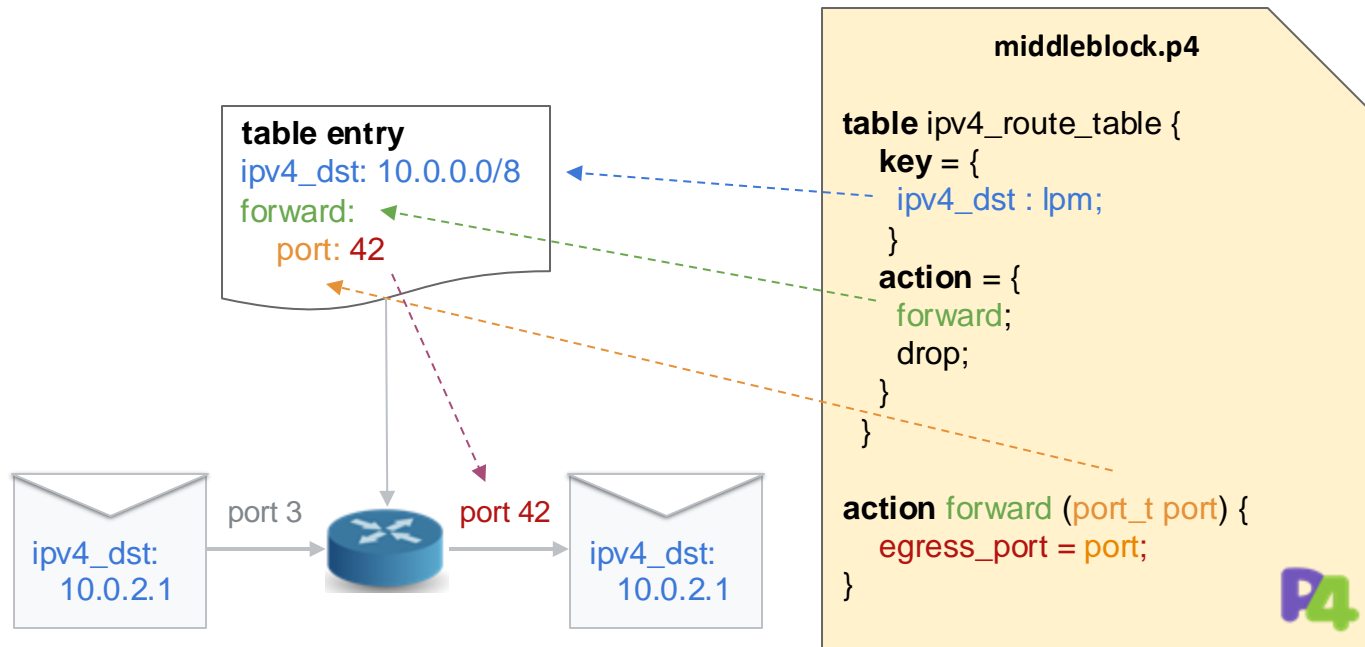 middleblock.p4
table ipv4_route_table {
key = {
ipv4_dst : lpm;
}
action = {
forward;
drop;
}
}
action forward (port_t port) {
egress_port = port;
}
P4
table entry
ipv4_dst: 10.0.0.0/8
forward:
port: 42
ipv4_dst:
10.0.2.1
port 3
port 42
ipv4_dst:
10.0.2.1